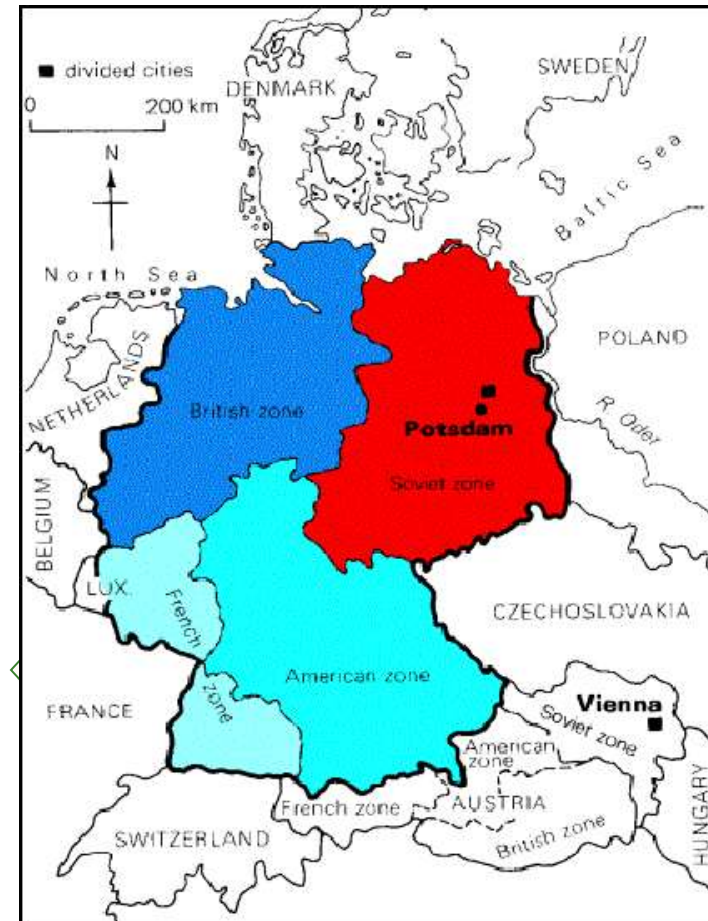 ■ divided cities
0 200 km
N
DENMARK
SWEDEN
Baltic Sea
North Sea
NETHERLANDS
POLAND
R. Oder
British zone
Potsdam
Soviet zone
BELGIUM
LUX.
French
zone
CZECHOSLOVAKIA
American zone
FRANCE
Vienna
Soviet zone
American
zone
French zone
AUSTRIA
British zone
SWITZERLAND
HUNGARY